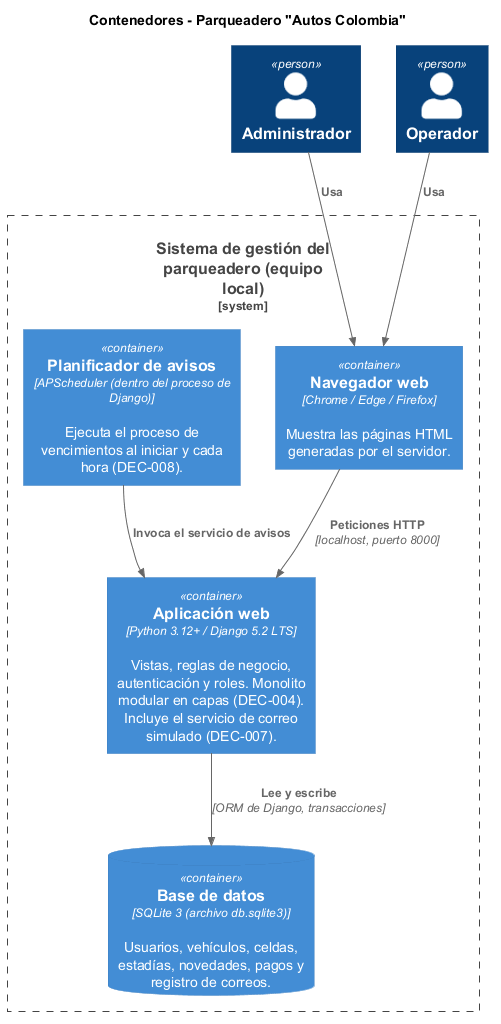 Contenedores - Parqueadero "Autos Colombia"
«person»
Administrador
«person»
Operador
Usa
Usa
Sistema de gestión del
parqueadero (equipo
local)
[system]
«container»
Planificador de avisos
[APScheduler (dentro del proceso de
Django)]
Ejecuta el proceso de
vencimientos al iniciar y cada
hora (DEC-008).
«container»
Navegador web
[Chrome / Edge / Firefox]
Muestra las páginas HTML
generadas por el servidor.
Invoca el servicio de avisos
Peticiones HTTP
[localhost, puerto 8000]
«container»
Aplicación web
[Python 3.12+ / Django 5.2 LTS]
Vistas, reglas de negocio,
autenticación y roles. Monolito
modular en capas (DEC-004).
Incluye el servicio de correo
simulado (DEC-007).
Lee y escribe
[ORM de Django, transacciones]
«container»
Base de datos
[SQLite 3 (archivo db.sqlite3)]
Usuarios, vehículos, celdas,
estadías, novedades, pagos y
registro de correos.